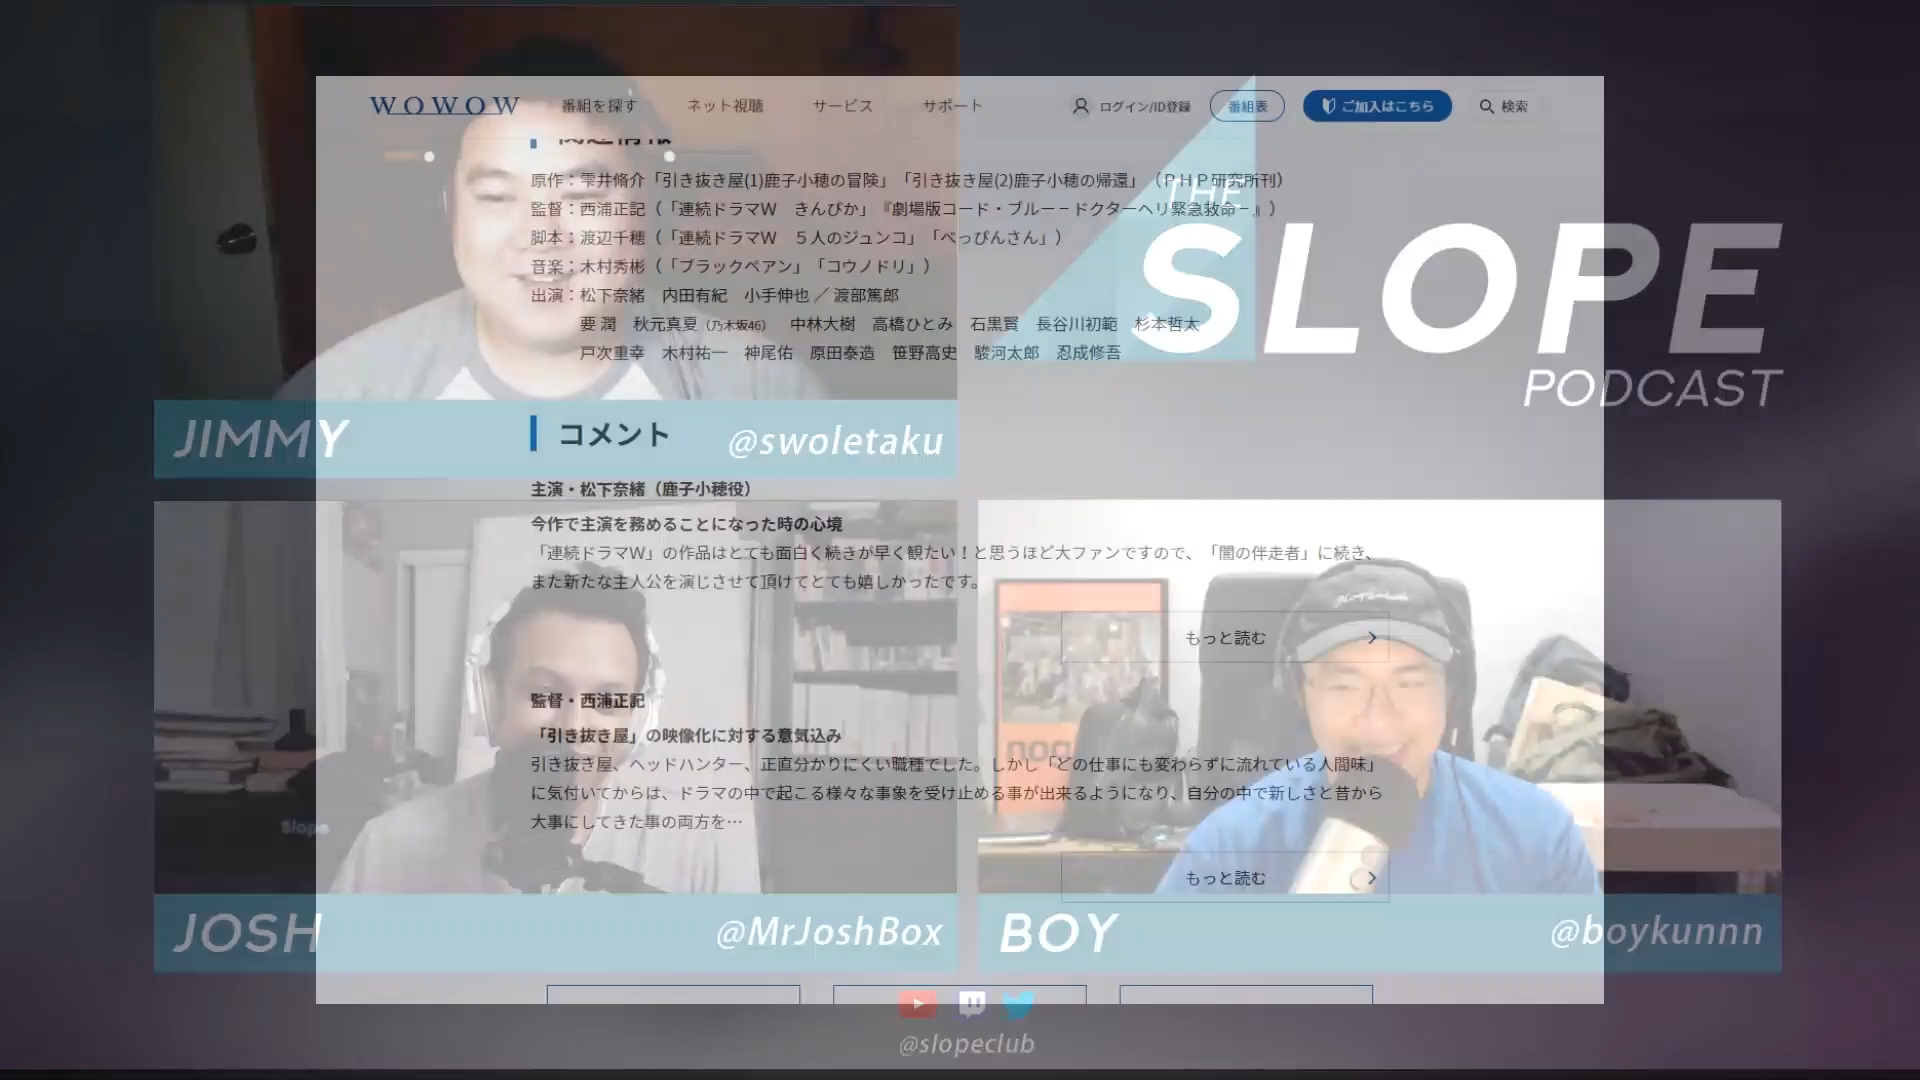 WOWOW 番組を探す ネット視聴 サービス サポート ログイン/ID登録 番組表 ご加入はこちら 検索
関連情報
原作：雫井脩介「引き抜き屋(1)鹿子小穂の冒険」「引き抜き屋(2)鹿子小穂の帰還」（ＰＨＰ研究所刊）
監督：西浦正記（「連続ドラマW　きんぴか」『劇場版コード・ブルー－ドクターヘリ緊急救命－』）
脚本：渡辺千穂（「連続ドラマW　５人のジュンコ」「べっぴんさん」）
音楽：木村秀彬（「ブラックペアン」「コウノドリ」）
出演：松下奈緒　内田有紀　小手伸也 ／ 渡部篤郎
要 潤　秋元真夏（乃木坂46）　中林大樹　高橋ひとみ　石黒賢　長谷川初範　杉本哲太
戸次重幸　木村祐一　神尾佑　原田泰造　笹野高史　駿河太郎　忍成修吾
THE
SLOPE
PODCAST
JIMMY @swoletaku
コメント
主演・松下奈緒（鹿子小穂役）
今作で主演を務めることになった時の心境
「連続ドラマW」の作品はとても面白く続きが早く観たい！と思うほど大ファンですので、「闇の伴走者」に続き、
また新たな主人公を演じさせて頂けてとても嬉しかったです。
もっと読む
監督・西浦正記
「引き抜き屋」の映像化に対する意気込み
引き抜き屋、ヘッドハンター、正直分かりにくい職種でした。しかし「どの仕事にも変わらずに流れている人間味」
に気付いてからは、ドラマの中で起こる様々な事象を受け止める事が出来るようになり、自分の中で新しさと昔から
大事にしてきた事の両方を…
もっと読む
Slope
nog
JOSH @MrJoshBox
BOY @boykunnn
@slopeclub